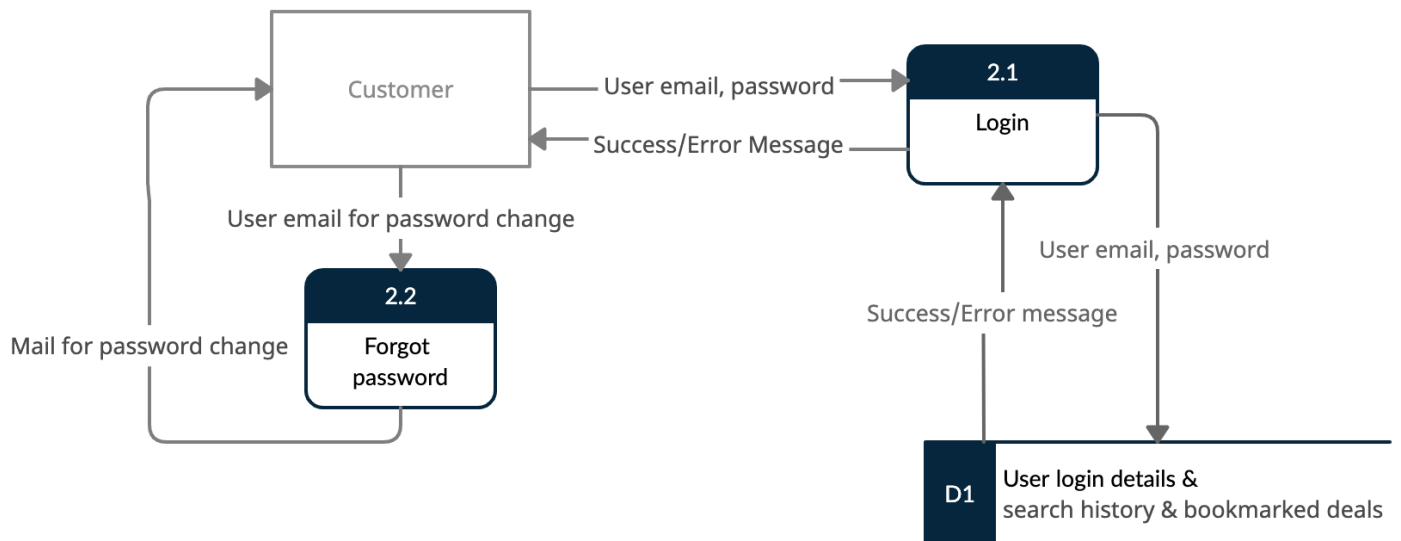 2.1
Customer
User email, password
Login
Success/Error Message
User email for password change
User email, password
2.2
Success/Error message
Forgot
password
Mail for password change
D1
User login details &
search history & bookmarked deals